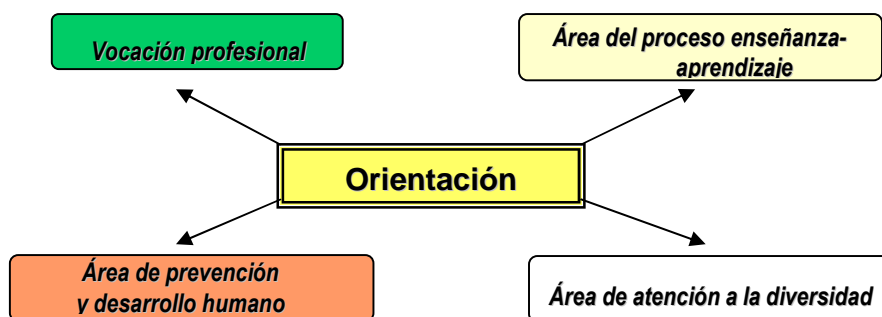 Vocación profesional
Área del proceso enseñanza-
aprendizaje
Orientación
Área de prevención
y desarrollo humano
Área de atención a la diversidad